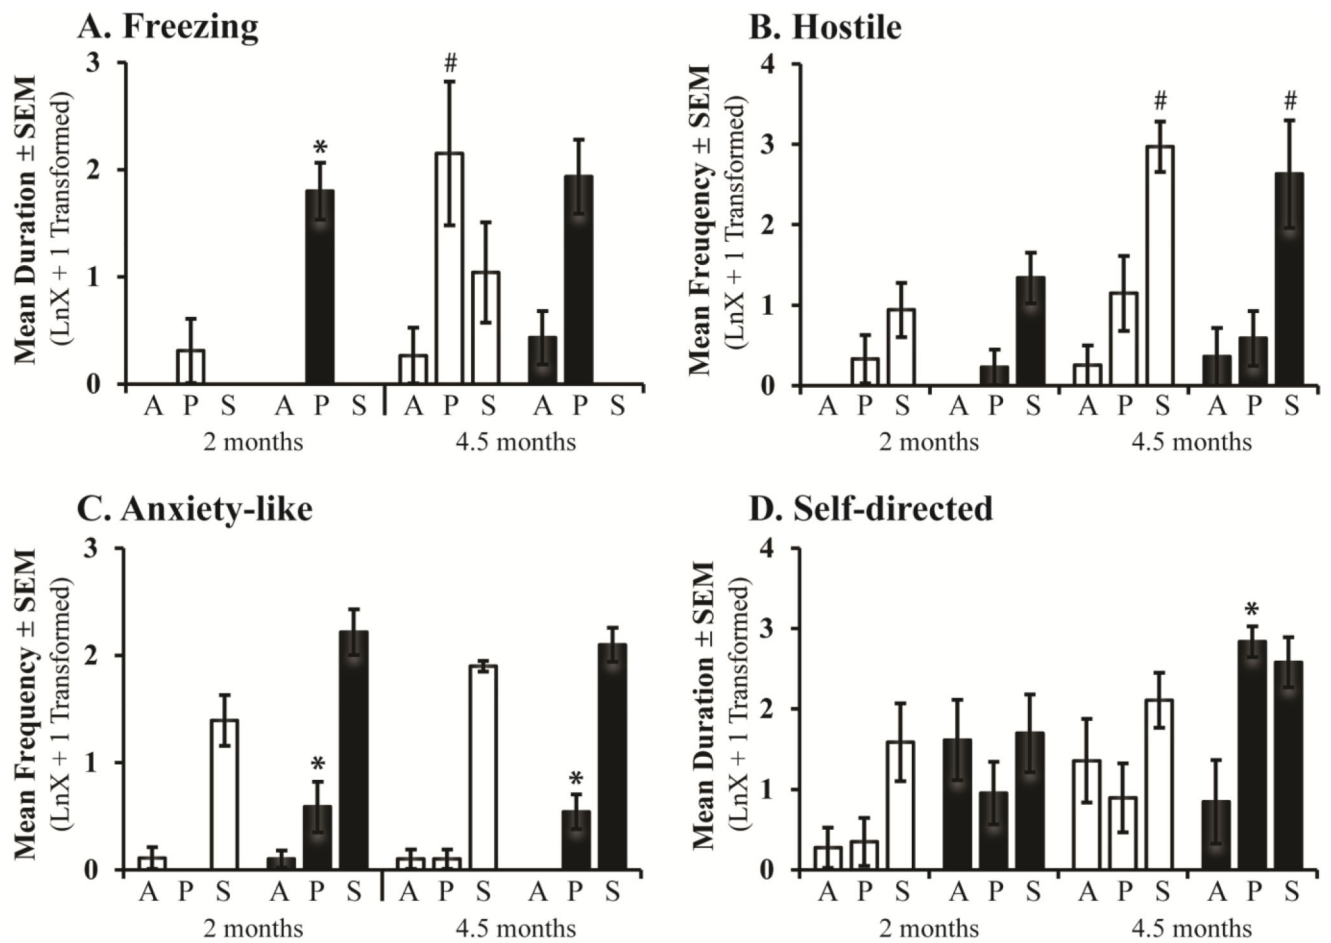 A. Freezing
Mean Duration ± SEM
(LnX + 1 Transformed)
3
2
1
0
*
#
A P S A P S A P S A P S
2 months 4.5 months
B. Hostile
Mean Freuqency ± SEM
(LnX + 1 Transformed)
4
3
2
1
0
# #
A P S A P S A P S A P S
2 months 4.5 months
C. Anxiety-like
Mean Frequency ± SEM
(LnX + 1 Transformed)
3
2
1
0
* *
A P S A P S A P S A P S
2 months 4.5 months
D. Self-directed
Mean Duration ± SEM
(LnX + 1 Transformed)
4
3
2
1
0
*
A P S A P S A P S A P S
2 months 4.5 months